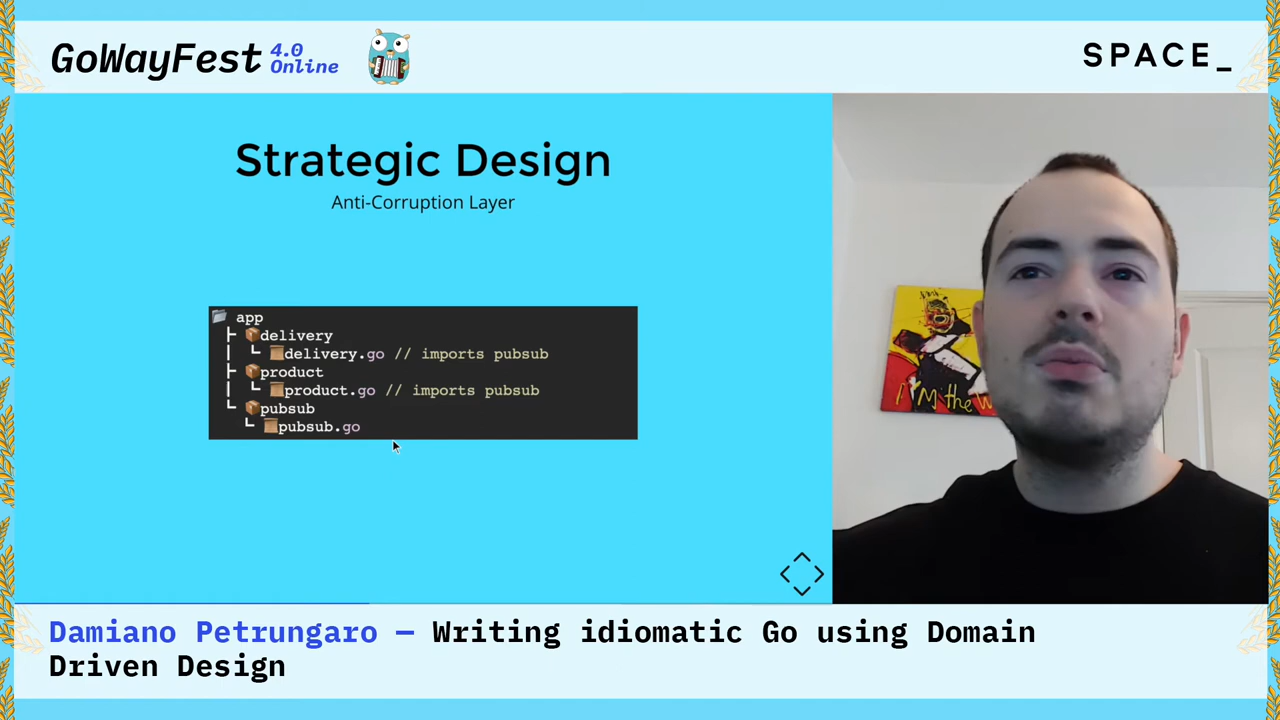 GoWayFest 4.0
Online
SPACE_
Strategic Design
Anti-Corruption Layer
app
delivery
delivery.go // imports pubsub
product
product.go // imports pubsub
pubsub
pubsub.go
I'M the W
Damiano Petrungaro — Writing idiomatic Go using Domain
Driven Design